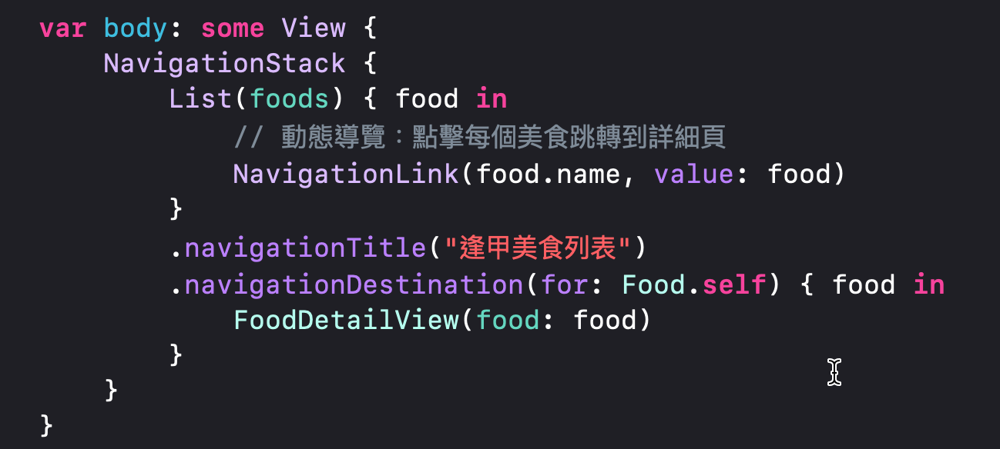 var body: some View {
NavigationStack {
List(foods) { food in
// 動態導覽：點擊每個美食跳轉到詳細頁
NavigationLink(food.name, value: food)
}
.navigationTitle("逢甲美食列表")
.navigationDestination(for: Food.self) { food in
FoodDetailView(food: food)
}
}
}